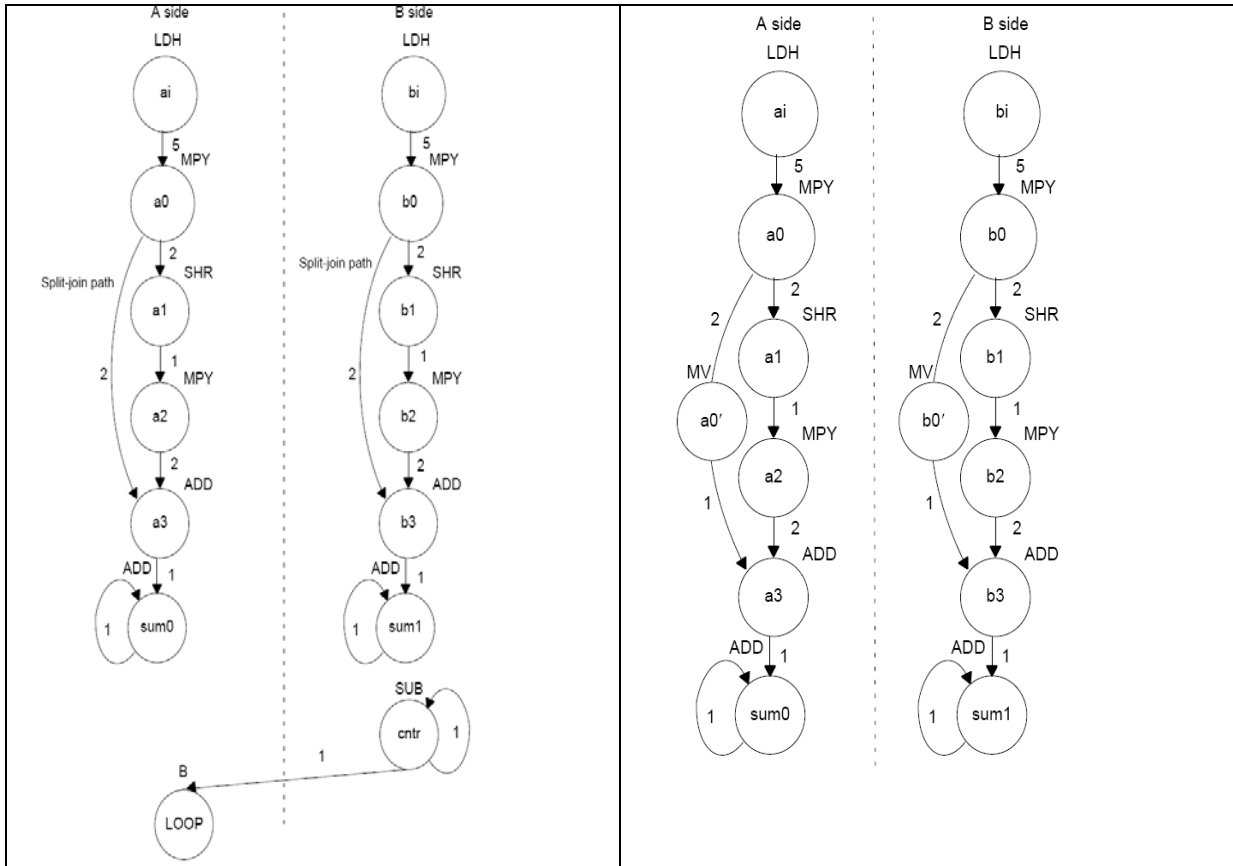 A side
B side
LDH
LDH
ai
bi
5
MPY
5
MPY
a0
b0
Split-join path
2
SHR
Split-join path
2
SHR
a1
b1
2
1
MPY
2
1
MPY
a2
b2
2
ADD
2
ADD
a3
b3
ADD
1
ADD
1
1
sum0
1
sum1
SUB
cntr
1
1
B
LOOP
A side
B side
LDH
LDH
ai
bi
5
MPY
5
MPY
a0
b0
2
2
SHR
2
2
SHR
a1
b1
MV
1
MPY
MV
1
MPY
a0′
b0′
a2
b2
1
2
ADD
1
2
ADD
a3
b3
ADD
1
ADD
1
1
sum0
1
sum1